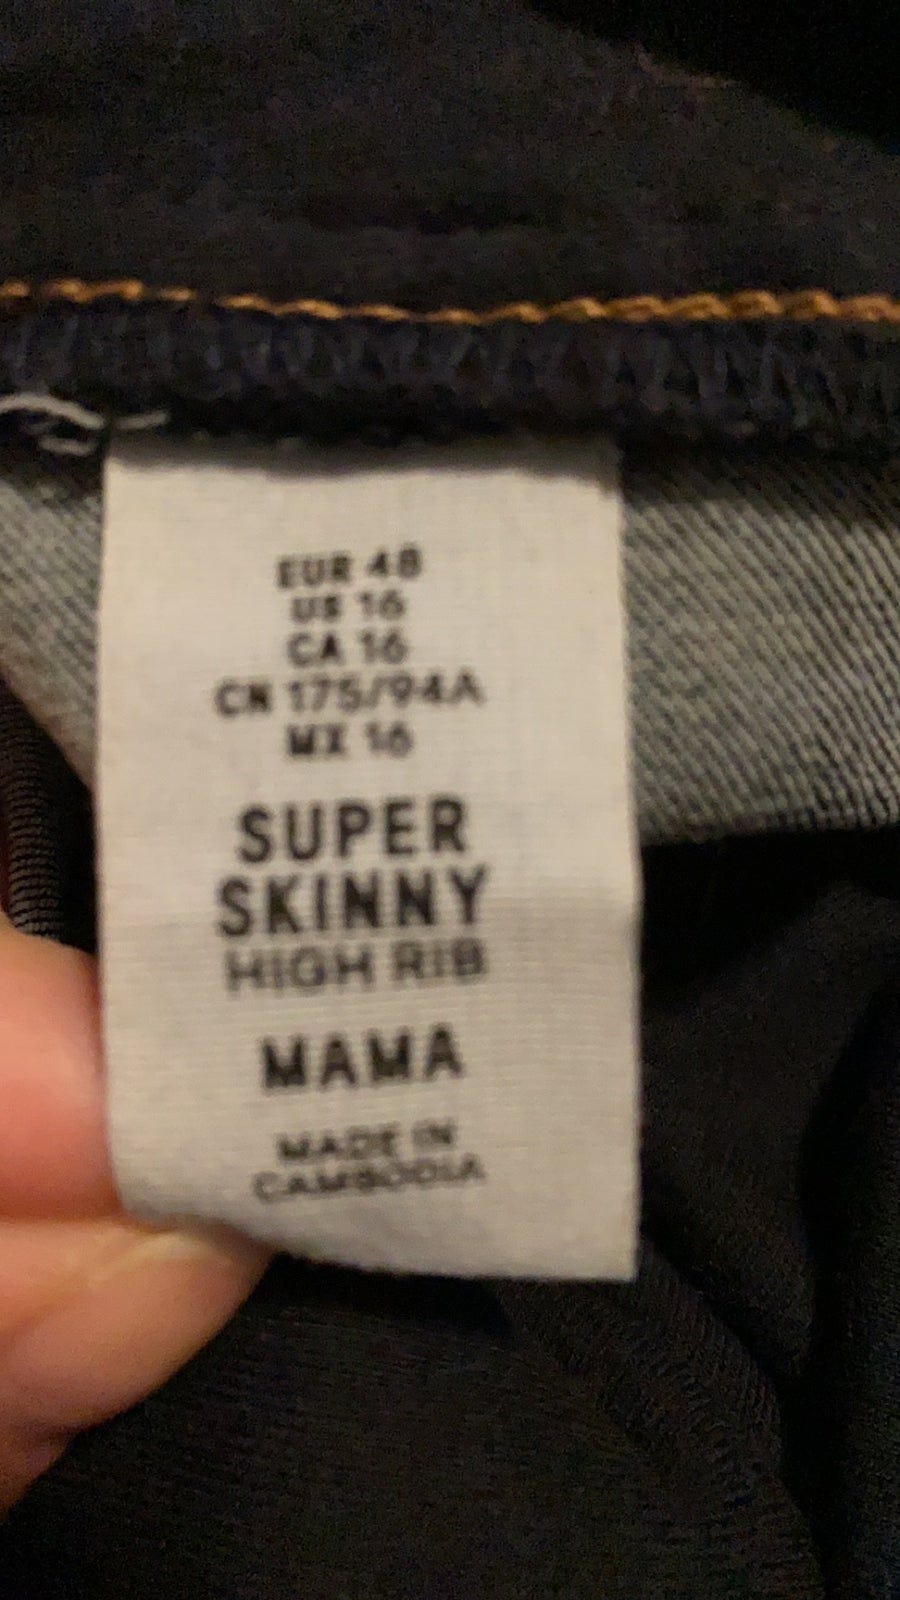 EUR 48
US 16
CA 16
CN 175/94A
MX 16
SUPER
SKINNY
HIGH RIB
MAMA
MADE IN
CAMBODIA